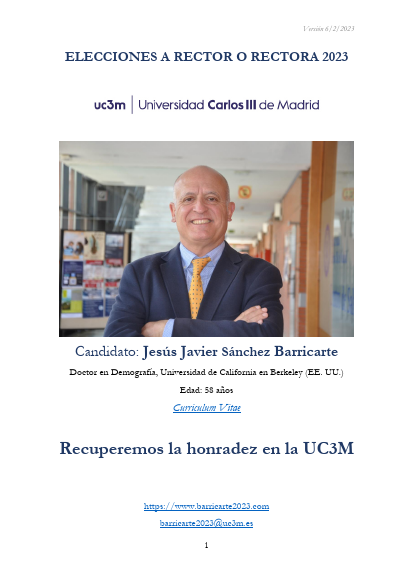 Versión 6/2/2023
ELECCIONES A RECTOR O RECTORA 2023
uc3m | Universidad Carlos III de Madrid
Candidato: Jesús Javier Sánchez Barricarte
Doctor en Demografía, Universidad de California en Berkeley (EE. UU.)
Edad: 58 años
Curriculum Vitae
Recuperemos la honradez en la UC3M
https://www.barricarte2023.com
barricarte2023@uc3m.es
1